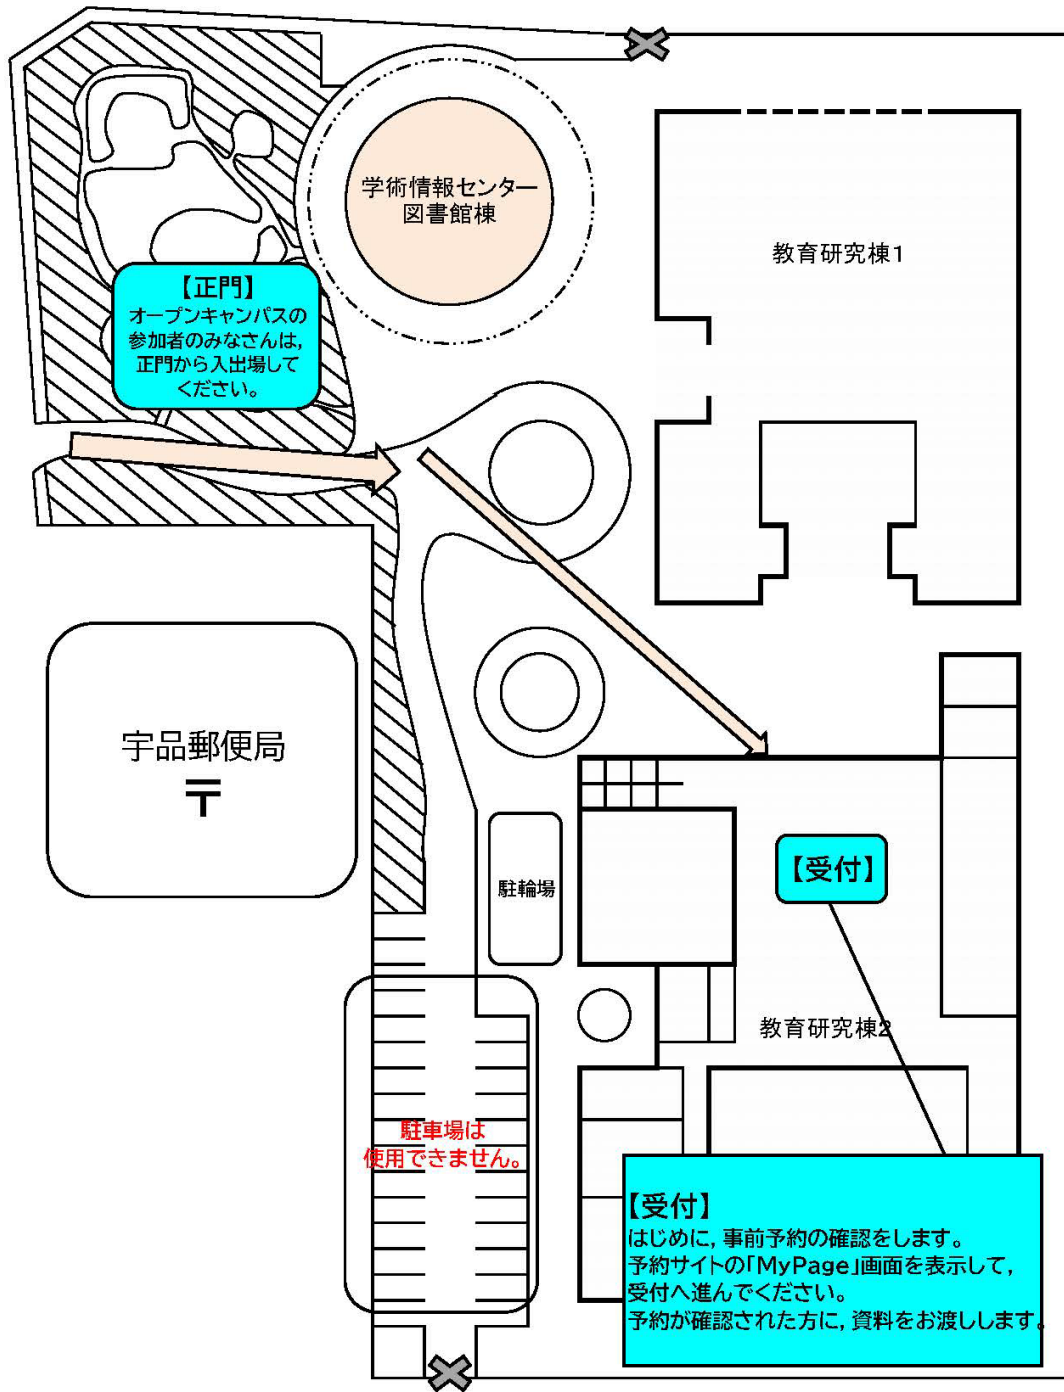 学術情報センター
図書館棟
教育研究棟1
【正門】
オープンキャンパスの
参加者のみなさんは,
正門から入出場して
ください。
宇品郵便局
〒
駐輪場
【受付】
教育研究棟2
駐車場は
使用できません。
【受付】
はじめに, 事前予約の確認をします。
予約サイトの「MyPage」画面を表示して,
受付へ進んでください。
予約が確認された方に, 資料をお渡しします。